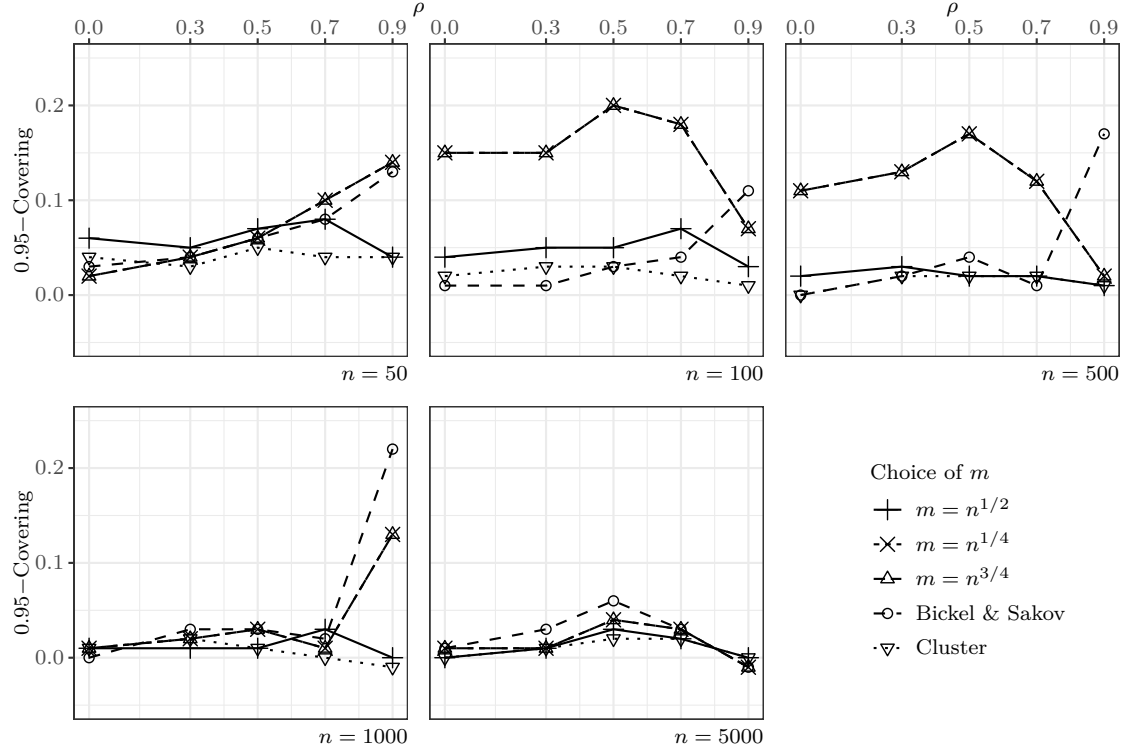 ρ ρ
0.0 0.3 0.5 0.7 0.9 0.0 0.3 0.5 0.7 0.9 0.0 0.3 0.5 0.7 0.9
0.2
0.1
0.0
0.95−Covering
n = 50 n = 100 n = 500
0.2
0.1
0.0
0.95−Covering
n = 1000 n = 5000
Choice of m
m = n^{1/2}
m = n^{1/4}
m = n^{3/4}
Bickel & Sakov
Cluster